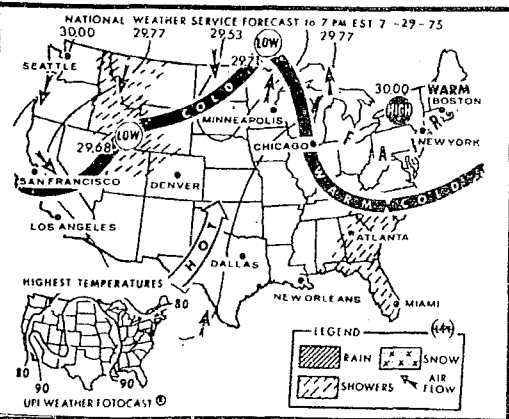 NATIONAL WEATHER SERVICE FORECAST to 7 PM EST 7 -29-75
30.00 29.77 29.53 29.77
LOW
SEATTLE
29.71
COLD
30.00
WARM
HIGH
BOSTON
MINNEAPOLIS
LOW
NEW YORK
29.68
CHICAGO
SAN FRANCISCO
DENVER
WARM COLD
LOS ANGELES
HOT
DALLAS
ATLANTA
NEW ORLEANS
MIAMI
HIGHEST TEMPERATURES
80
80
90
90
LEGEND
RAIN
SNOW
SHOWERS
AIR
FLOW
UPI WEATHER FOTOCAST ®